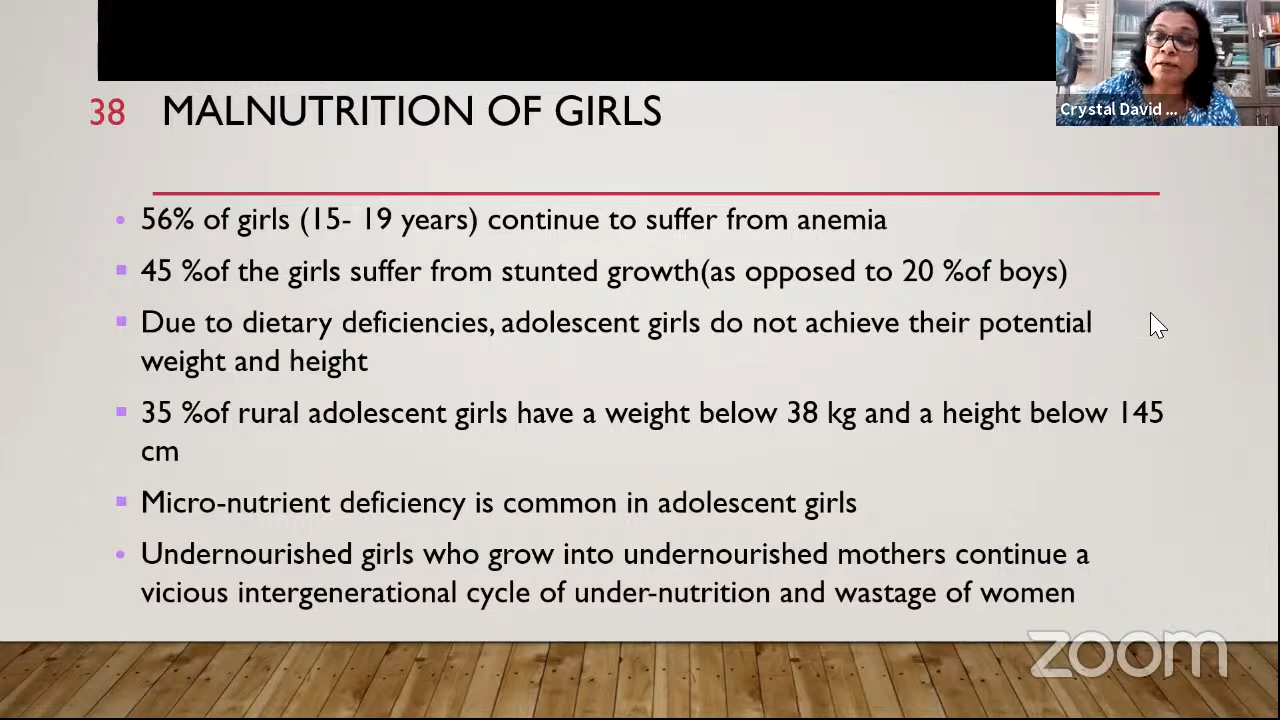 Crystal David ...
38 MALNUTRITION OF GIRLS
• 56% of girls (15- 19 years) continue to suffer from anemia
▪ 45 %of the girls suffer from stunted growth(as opposed to 20 %of boys)
▪ Due to dietary deficiencies, adolescent girls do not achieve their potential
weight and height
▪ 35 %of rural adolescent girls have a weight below 38 kg and a height below 145
cm
▪ Micro-nutrient deficiency is common in adolescent girls
• Undernourished girls who grow into undernourished mothers continue a
vicious intergenerational cycle of under-nutrition and wastage of women
zoom